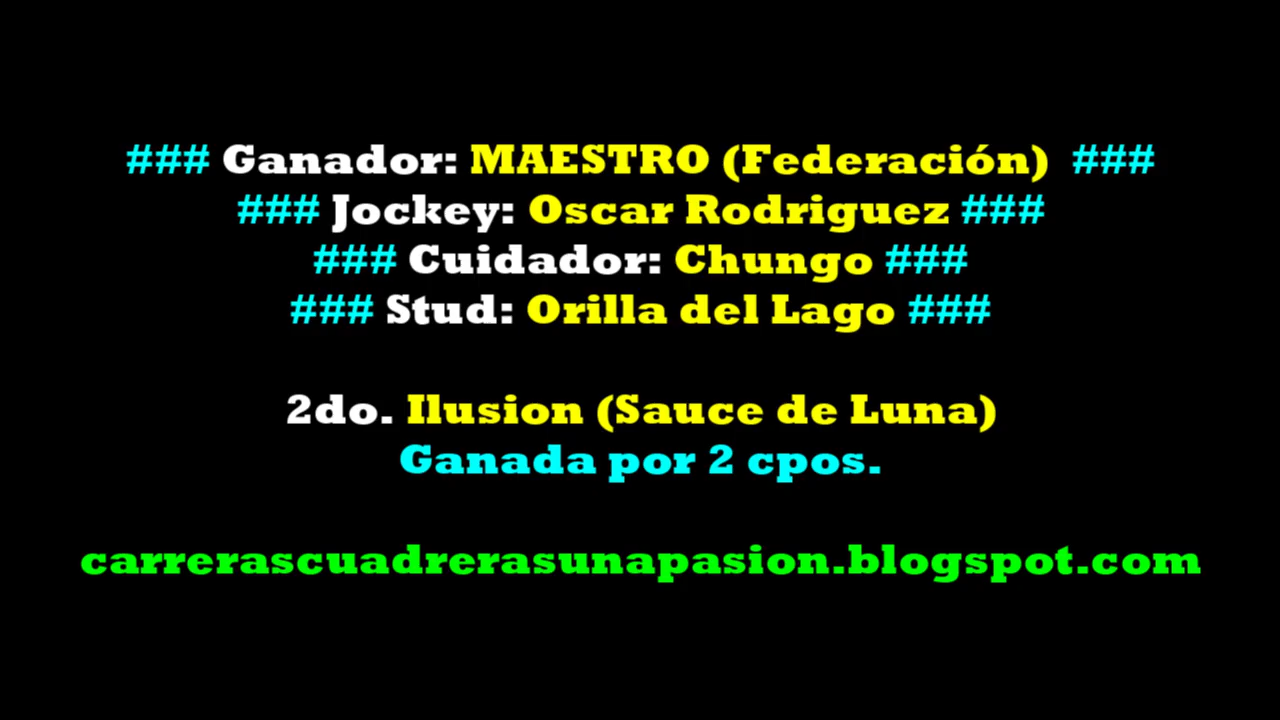 ### Ganador: MAESTRO (Federación) ###
### Jockey: Oscar Rodriguez ###
### Cuidador: Chungo ###
### Stud: Orilla del Lago ###
2do. Ilusion (Sauce de Luna)
Ganada por 2 cpos.
carrerascuadrerasunapasion.blogspot.com